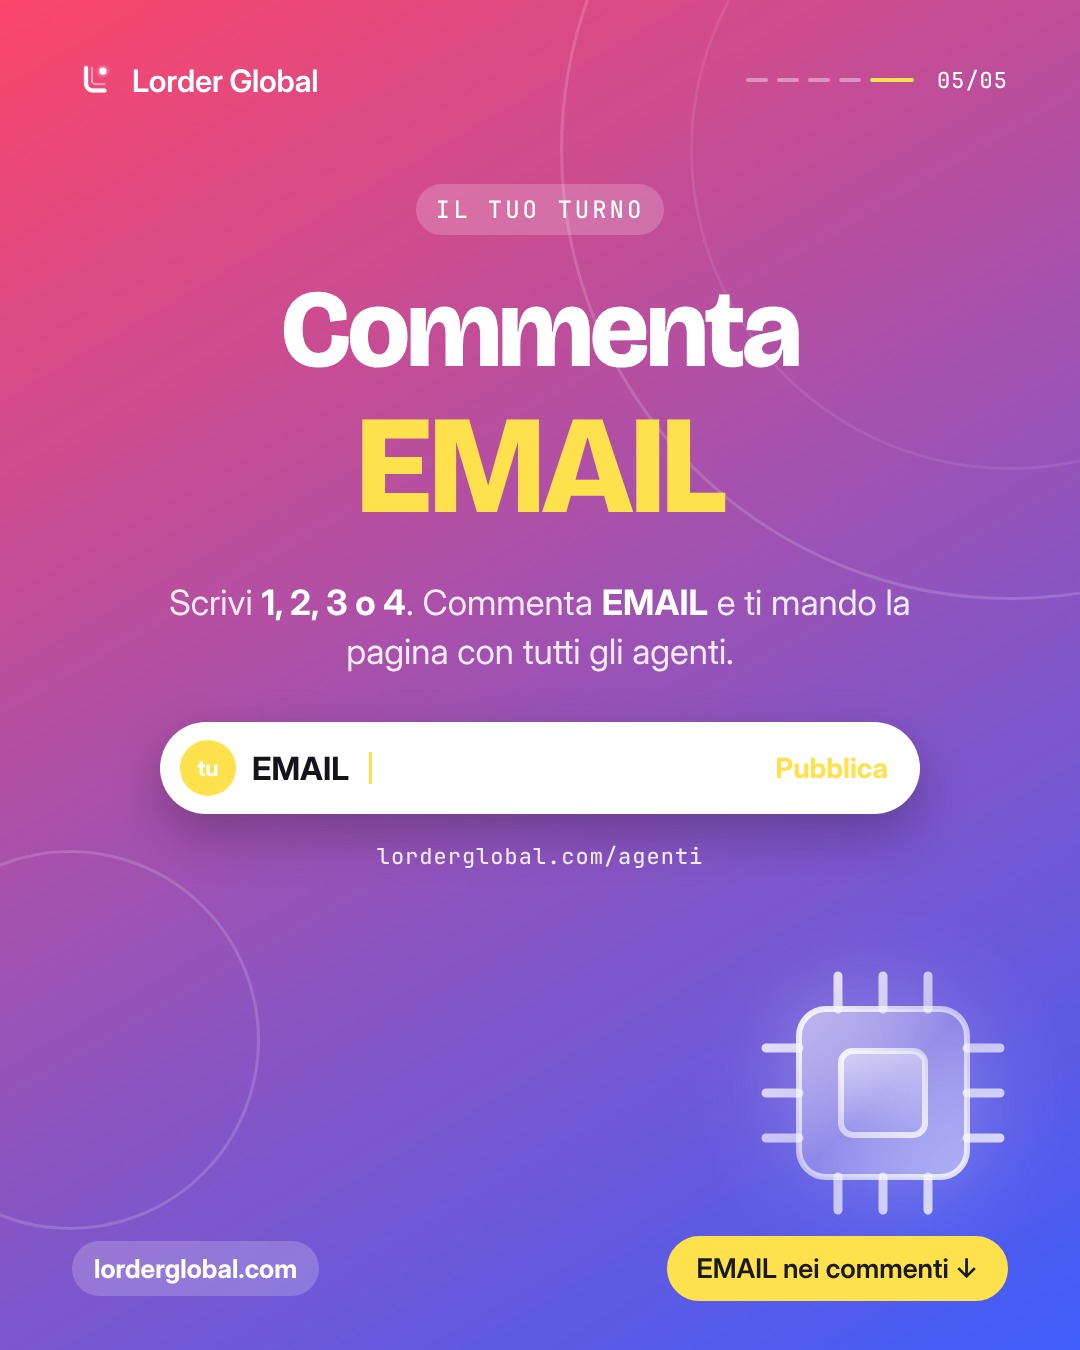 Lorder Global
05/05
IL TUO TURNO
Commenta
EMAIL
Scrivi 1, 2, 3 o 4. Commenta EMAIL e ti mando la
pagina con tutti gli agenti.
tu EMAIL Pubblica
lorderglobal.com/agenti
lorderglobal.com
EMAIL nei commenti ↓